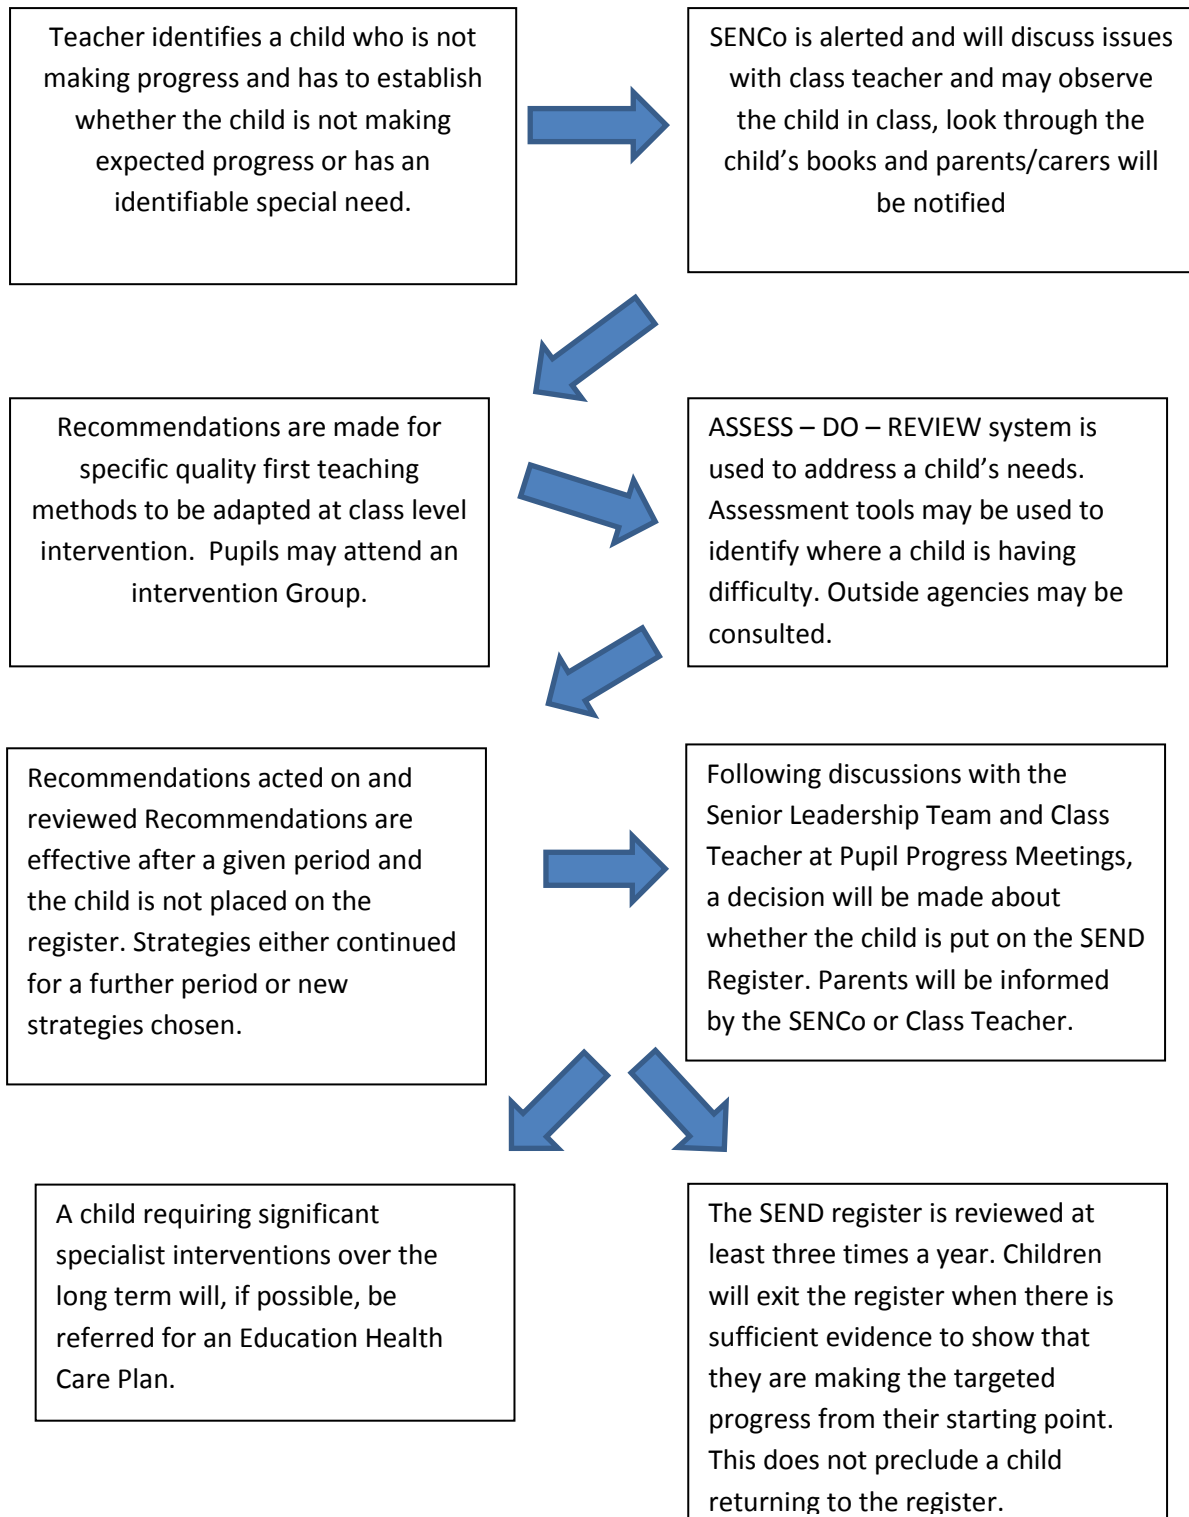 Teacher identifies a child who is not
making progress and has to establish
whether the child is not making
expected progress or has an
identifiable special need.
SENCo is alerted and will discuss issues
with class teacher and may observe
the child in class, look through the
child’s books and parents/carers will
be notified
Recommendations are made for
specific quality first teaching
methods to be adapted at class level
intervention.  Pupils may attend an
intervention Group.
ASSESS – DO – REVIEW system is
used to address a child’s needs.
Assessment tools may be used to
identify where a child is having
difficulty. Outside agencies may be
consulted.
Recommendations acted on and
reviewed Recommendations are
effective after a given period and
the child is not placed on the
register. Strategies either continued
for a further period or new
strategies chosen.
Following discussions with the
Senior Leadership Team and Class
Teacher at Pupil Progress Meetings,
a decision will be made about
whether the child is put on the SEND
Register. Parents will be informed
by the SENCo or Class Teacher.
A child requiring significant
specialist interventions over the
long term will, if possible, be
referred for an Education Health
Care Plan.
The SEND register is reviewed at
least three times a year. Children
will exit the register when there is
sufficient evidence to show that
they are making the targeted
progress from their starting point.
This does not preclude a child
returning to the register.